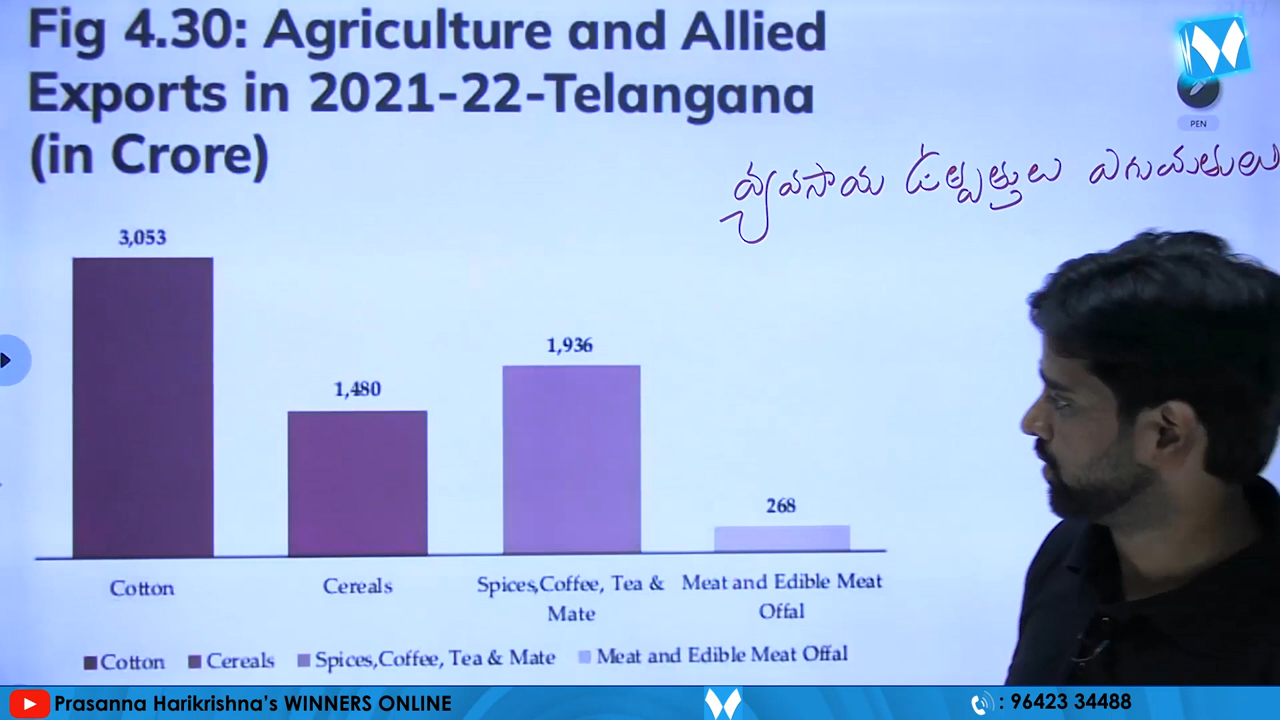 Fig 4.30: Agriculture and Allied
Exports in 2021-22-Telangana
(in Crore)
PEN
వ్యవసాయ ఉత్పత్తులు ఎగుమతులు
3,053
1,480
1,936
268
Cotton
Cereals
Spices,Coffee, Tea &
Mate
Meat and Edible Meat
Offal
Cotton Cereals Spices,Coffee, Tea & Mate Meat and Edible Meat Offal
Prasanna Harikrishna's WINNERS ONLINE
: 96423 34488